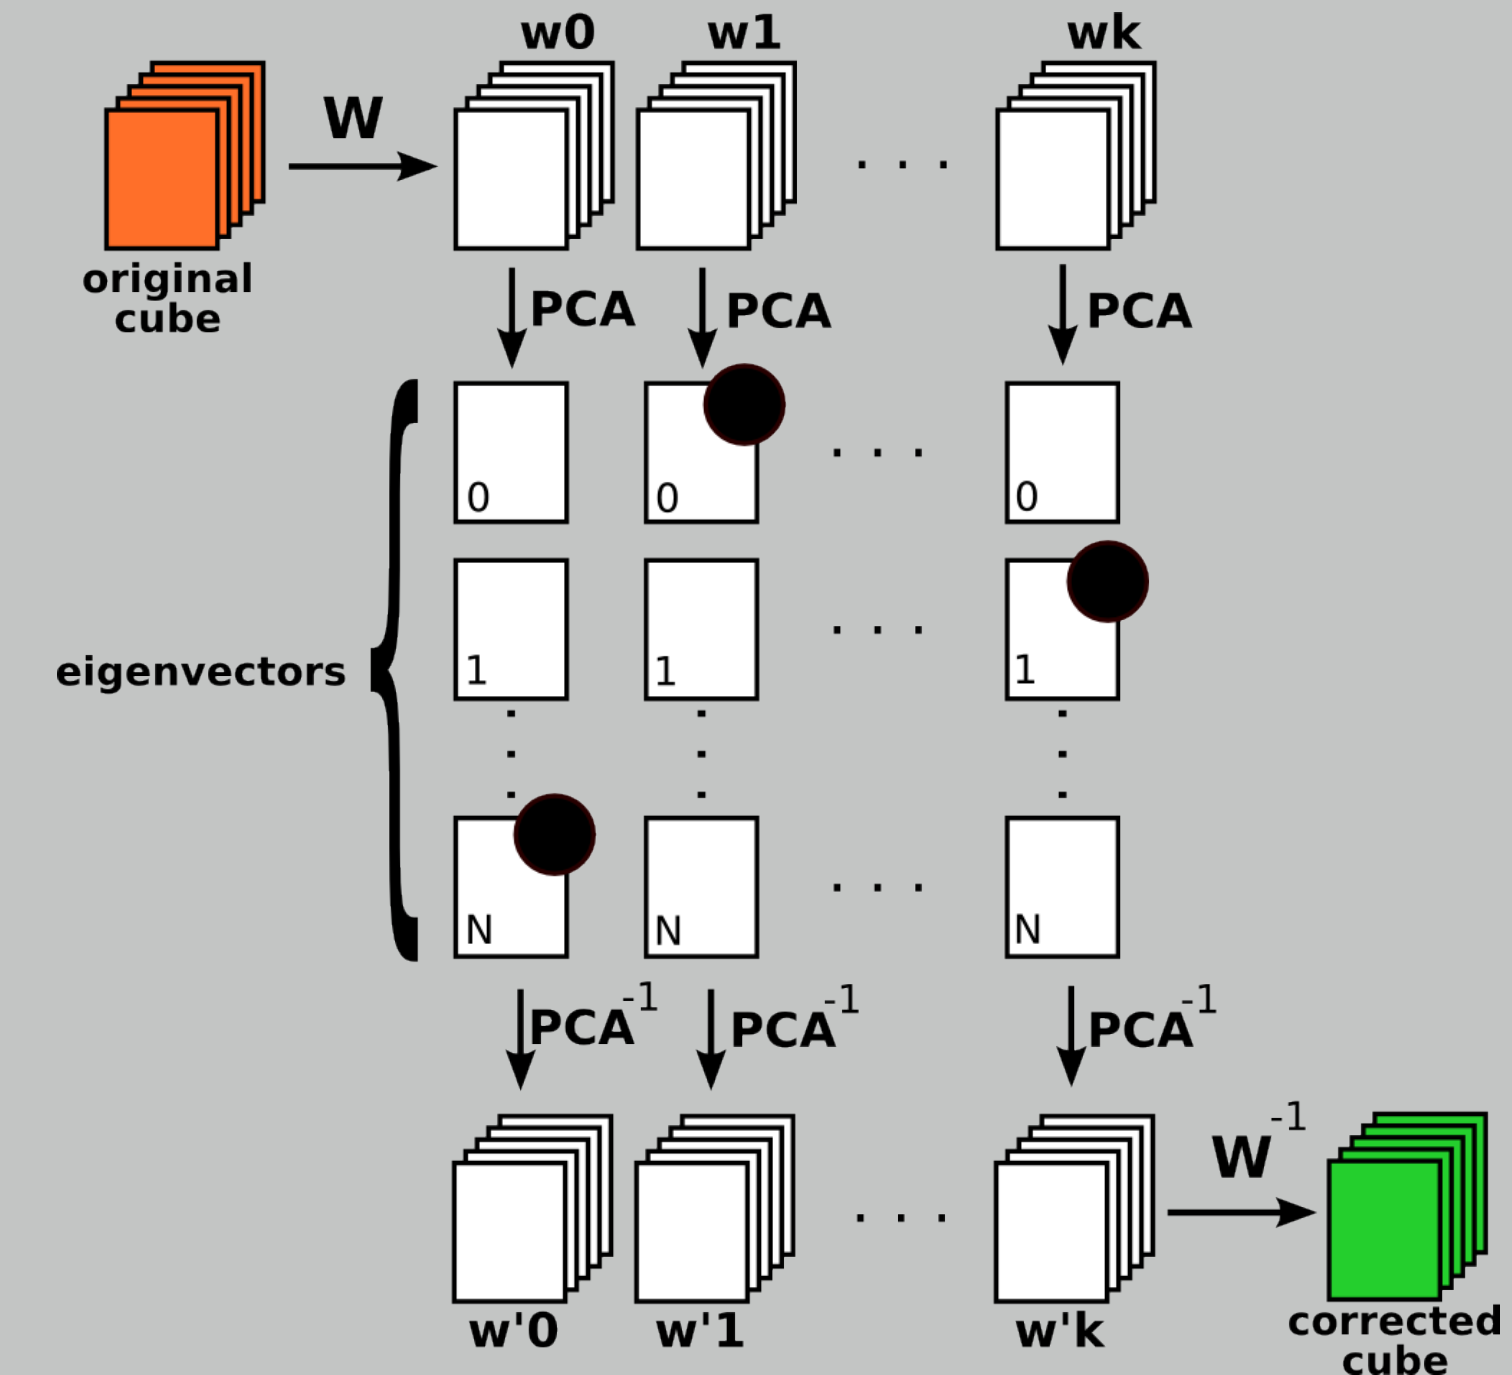 w0 w1 wk
W
. . .
original
cube
PCA PCA PCA
0 0 . . . 0
eigenvectors
1 1 . . . 1
N N . . . N
PCA-1 PCA-1 PCA-1
W-1
. . .
w'0 w'1 w'k
corrected
cube